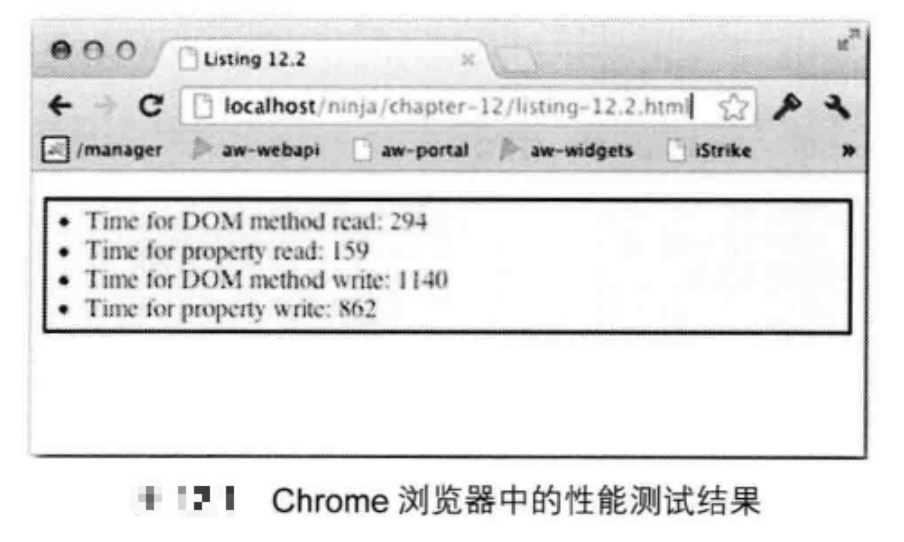 Listing 12.2
localhost/ninja/chapter-12/listing-12.2.html
/manager aw-webapi aw-portal aw-widgets iStrike »
• Time for DOM method read: 294
• Time for property read: 159
• Time for DOM method write: 1140
• Time for property write: 862
Chrome 浏览器中的性能测试结果